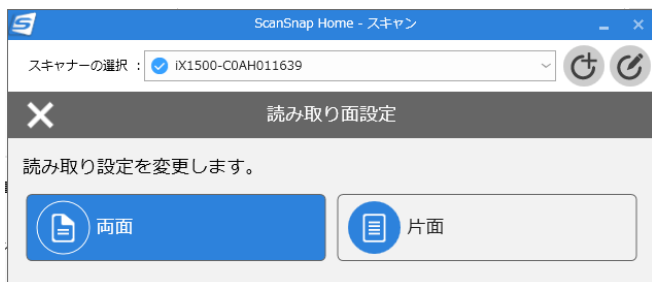 ScanSnap Home - スキャン
スキャナーの選択 : iX1500-C0AH011639
読み取り面設定
読み取り設定を変更します。
両面 片面